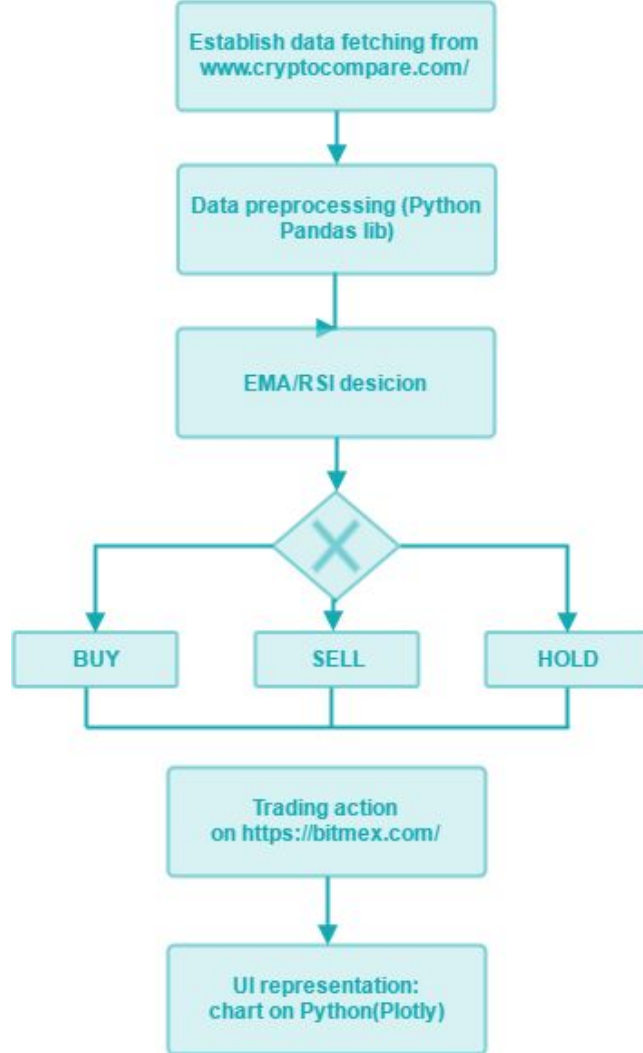 Establish data fetching from
www.cryptocompare.com/
Data preprocessing (Python
Pandas lib)
EMA/RSI desicion
BUY
SELL
HOLD
Trading action
on https://bitmex.com/
UI representation:
chart on Python(Plotly)